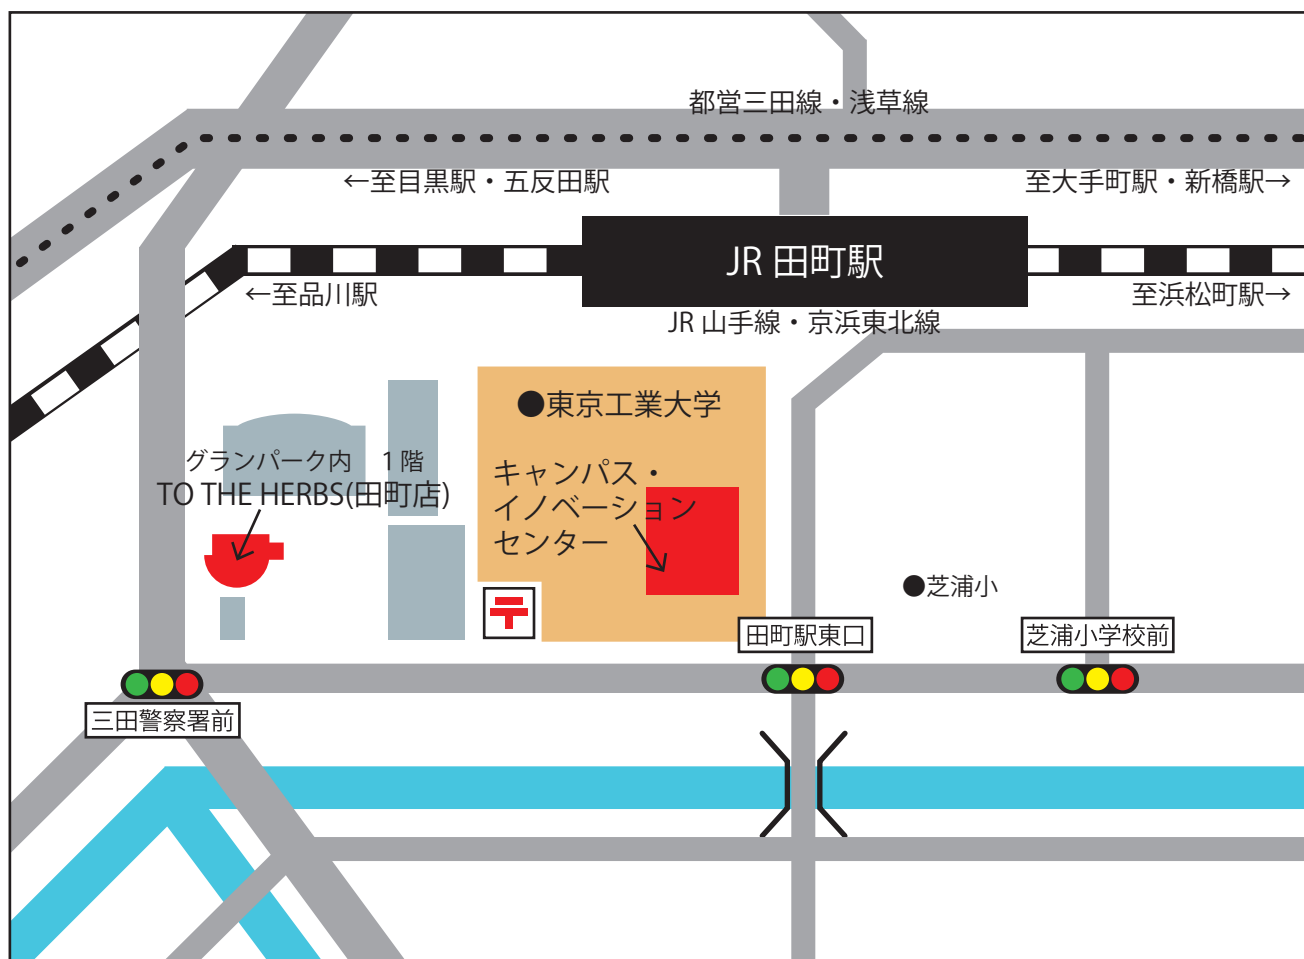 都営三田線・浅草線
←至目黒駅・五反田駅
至大手町駅・新橋駅→
JR 田町駅
←至品川駅
至浜松町駅→
JR 山手線・京浜東北線
●東京工業大学
グランパーク内　1 階
TO THE HERBS(田町店)
キャンパス・
イノベーション
センター
●芝浦小
〒
田町駅東口
芝浦小学校前
三田警察署前